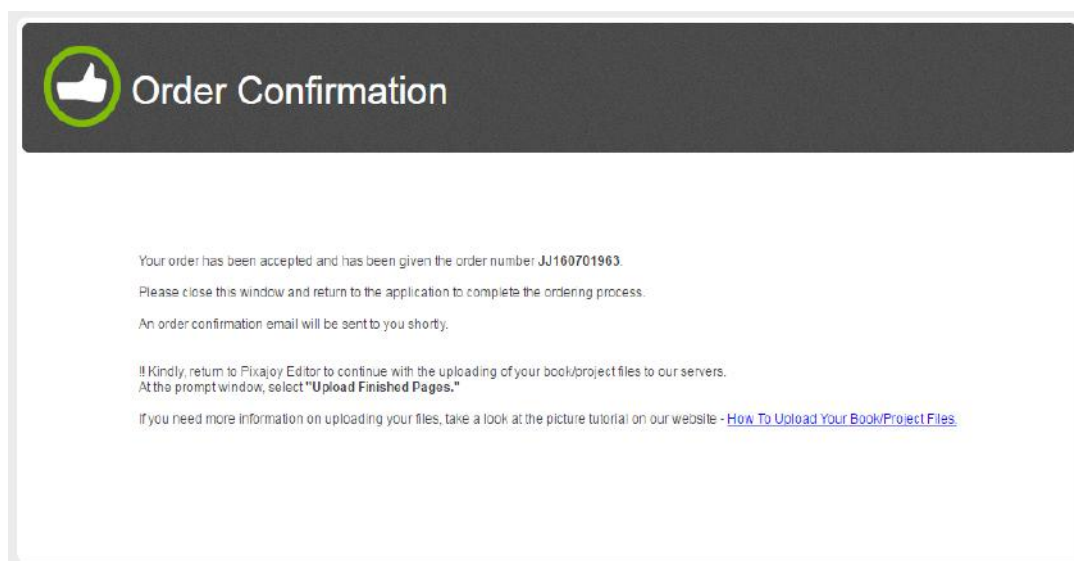 Order Confirmation
Your order has been accepted and has been given the order number JJ160701963.
Please close this window and return to the application to complete the ordering process.
An order confirmation email will be sent to you shortly.
!! Kindly, return to Pixajoy Editor to continue with the uploading of your book/project files to our servers.
At the prompt window, select "Upload Finished Pages."
If you need more information on uploading your files, take a look at the picture tutorial on our website - How To Upload Your Book/Project Files.